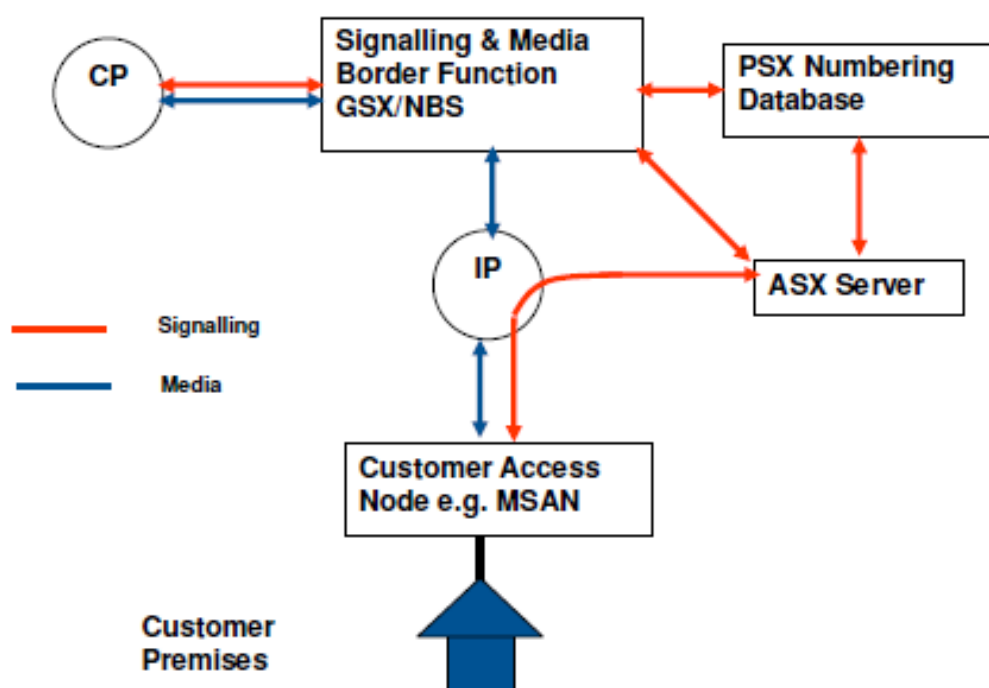 CP
Signalling & Media
Border Function
GSX/NBS
PSX Numbering
Database
IP
ASX Server
Signalling
Media
Customer Access
Node e.g. MSAN
Customer
Premises